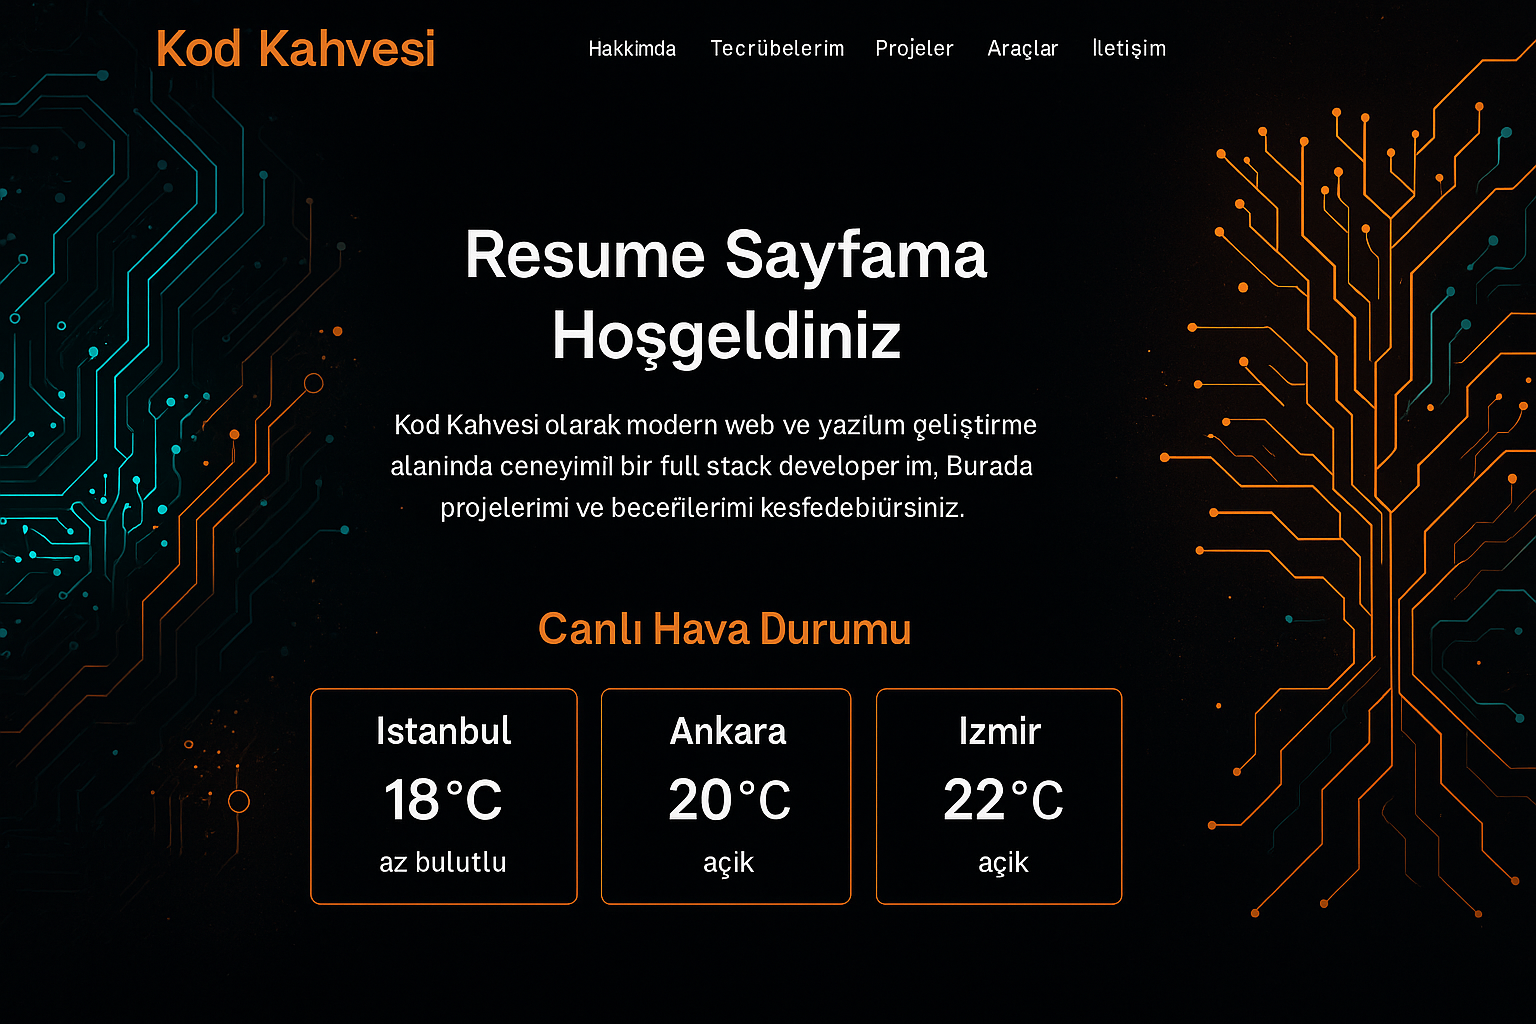 Kod Kahvesi
Hakkimda Tecrübelerim Projeler Araçlar İletişim
Resume Sayfama
Hoşgeldiniz
Kod Kahvesi olarak modern web ve yazılum geliştirme
alaninda ceneyimil bir full stack developer im, Burada
projelerimi ve becerilerimi kesfedebiürsiniz.
Canlı Hava Durumu
Istanbul
18°C
az bulutlu
Ankara
20°C
açik
Izmir
22°C
açik